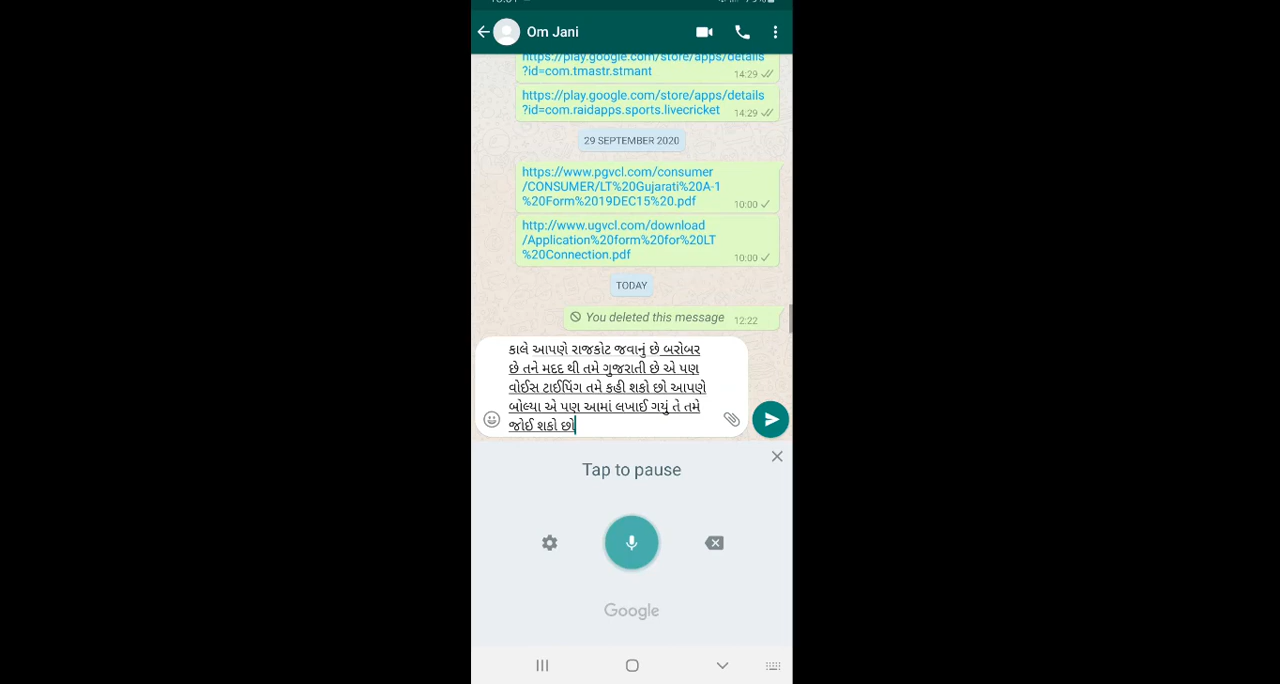 Om Jani
https://play.google.com/store/apps/details
?id=com.tmastr.stmant
14:29
https://play.google.com/store/apps/details
?id=com.raidapps.sports.livecricket
14:29
29 SEPTEMBER 2020
https://www.pgvcl.com/consumer
/CONSUMER/LT%20Gujarati%20A-1
%20Form%2019DEC15%20.pdf
10:00
http://www.ugvcl.com/download
/Application%20form%20for%20LT
%20Connection.pdf
10:00
TODAY
You deleted this message
12:22
કાલે આપણે રાજકોટ જવાનું છે બરોબર
છે તને મદદ થી તમે ગુજરાતી છે એ પણ
વોઈસ ટાઈપિંગ તમે કહી શકો છો આપણે
બોલ્યા એ પણ આમાં લખાઈ ગયું તે તમે
જોઈ શકો છો
Tap to pause
Google